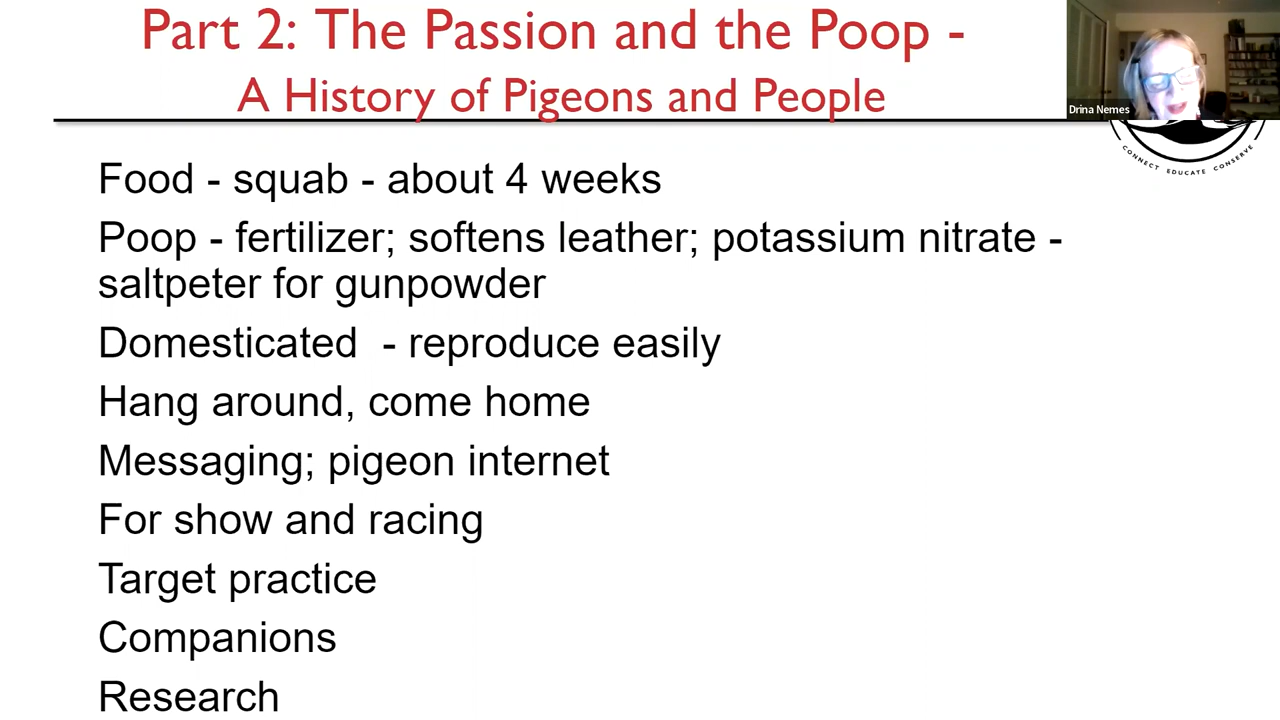 Part 2: The Passion and the Poop -
A History of Pigeons and People
Drina Nemes
CONNECT EDUCATE CONSERVE
Food - squab - about 4 weeks
Poop - fertilizer; softens leather; potassium nitrate -
saltpeter for gunpowder
Domesticated  - reproduce easily
Hang around, come home
Messaging; pigeon internet
For show and racing
Target practice
Companions
Research